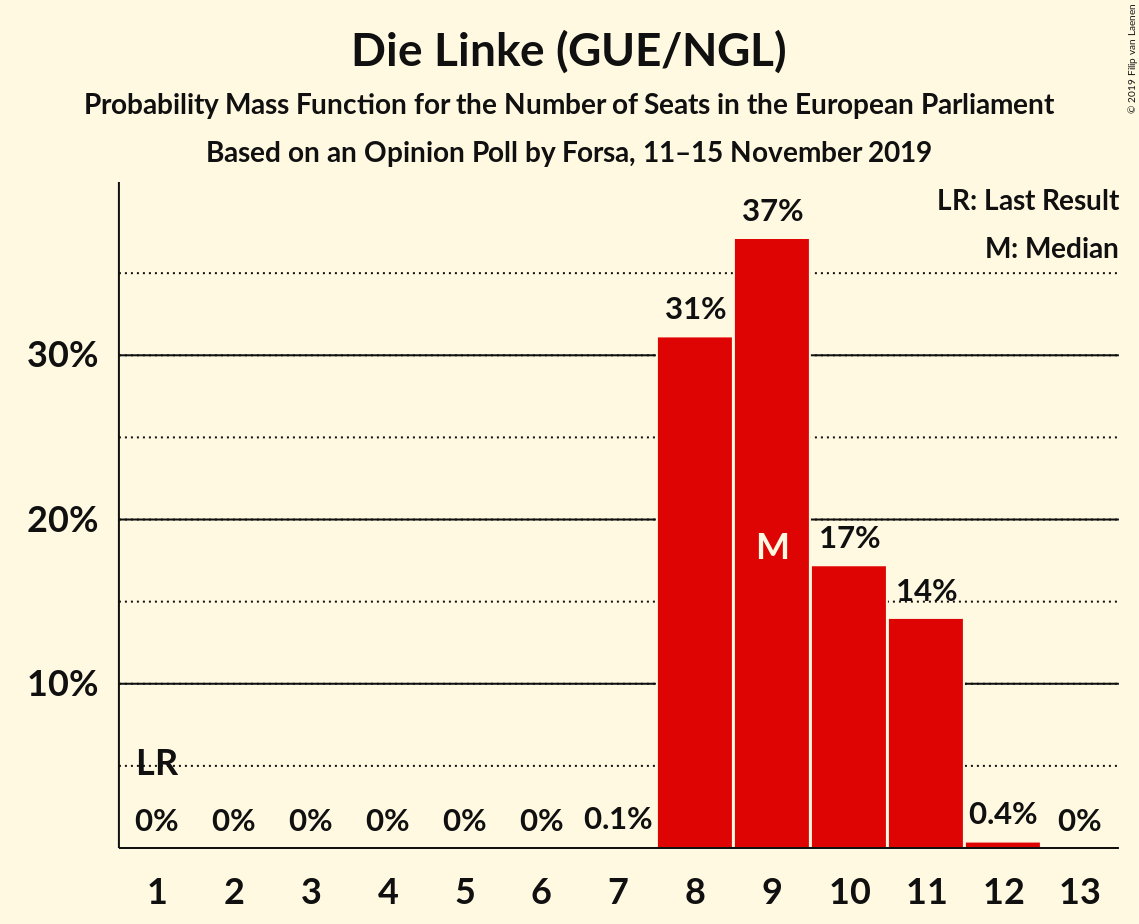 Die Linke (GUE/NGL)
Probability Mass Function for the Number of Seats in the European Parliament
Based on an Opinion Poll by Forsa, 11–15 November 2019
© 2019 Filip van Laenen
LR: Last Result
M: Median
37%
31%
30%
20%
M
17%
14%
10%
LR
0% 0% 0% 0% 0% 0% 0.1% 0.4% 0%
1 2 3 4 5 6 7 8 9 10 11 12 13